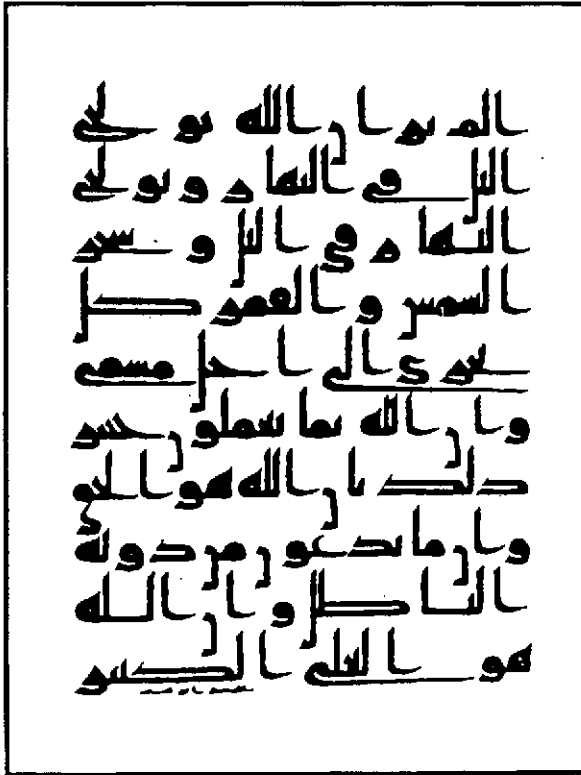 الم تر ان الله يولج
اليل في النهار ويولج
النهار في اليل وسخر
الشمس والقمر كل
يجري الى اجل مسمى
وان الله بما تعملون خبير
ذلك بان الله هو الحق
وان ما يدعون من دونه
الباطل وان الله
هو العلي الكبير